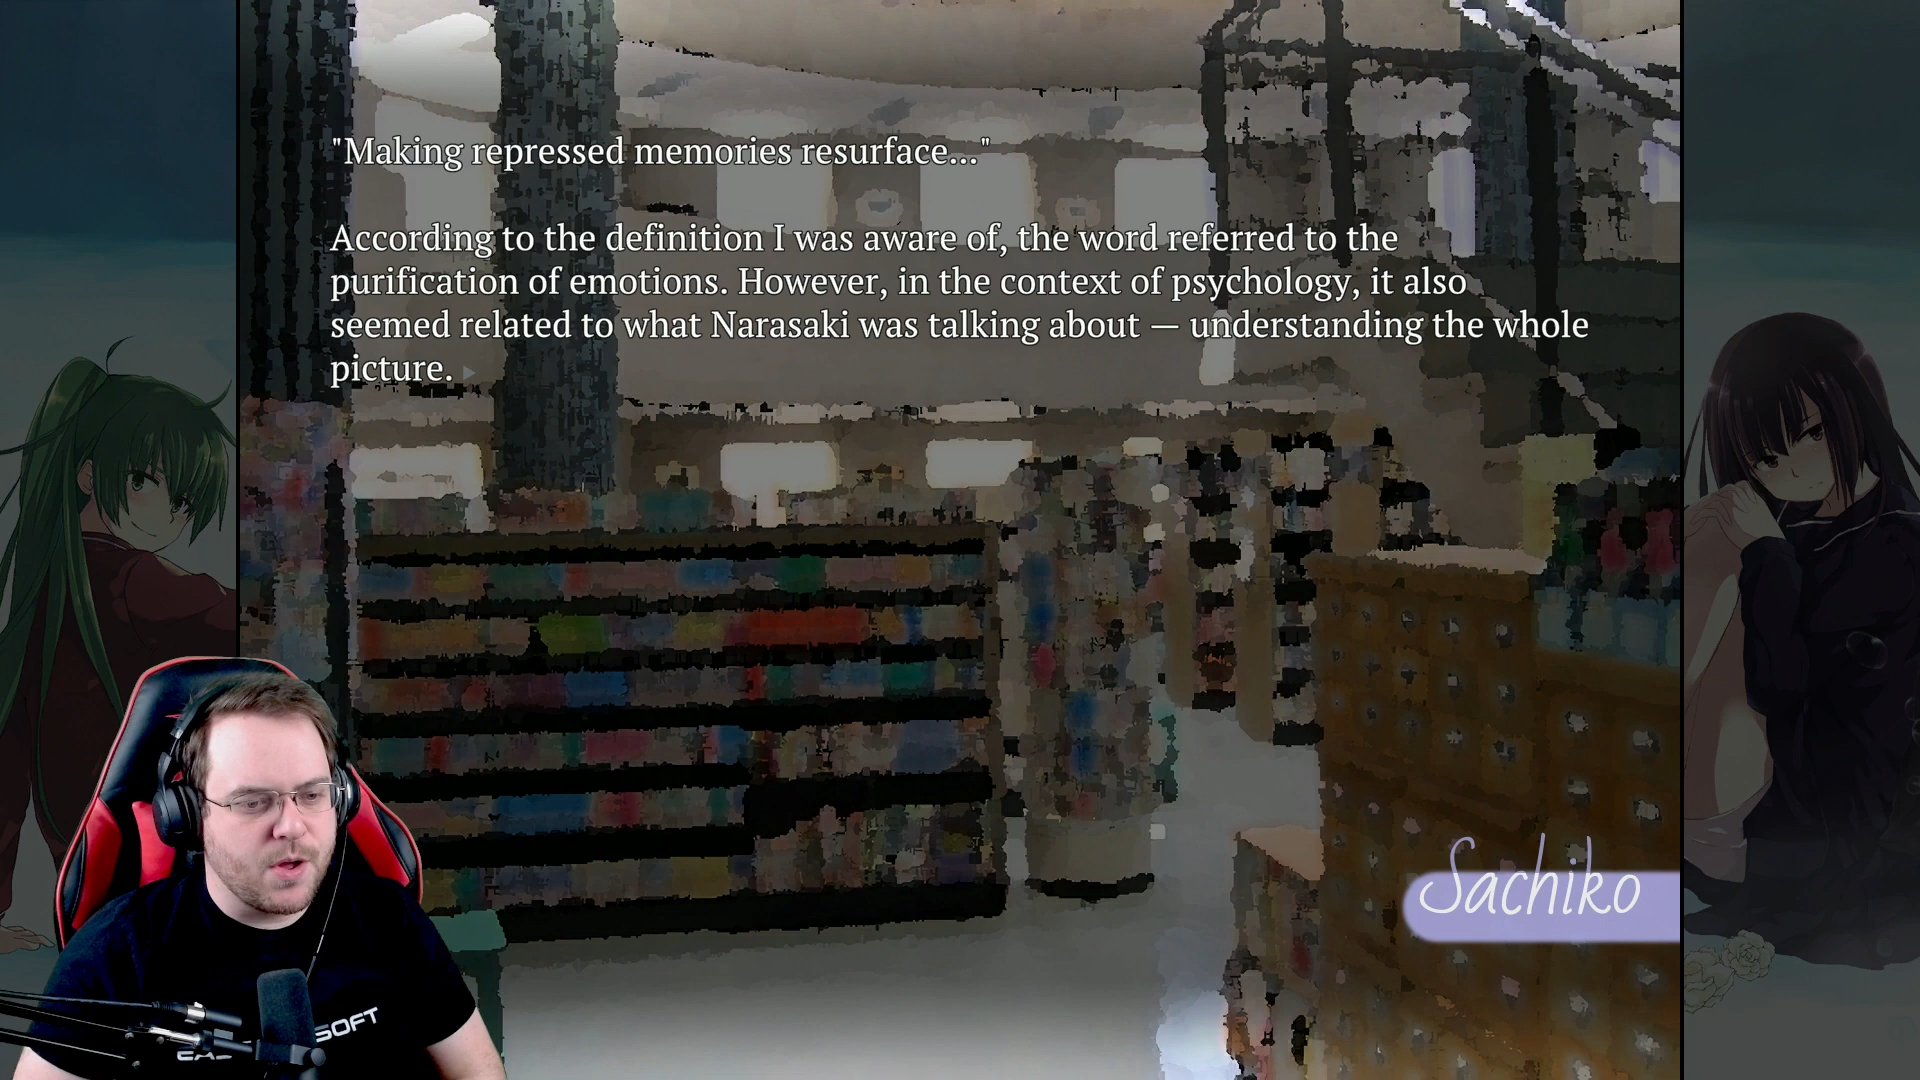 "Making repressed memories resurface..."
According to the definition I was aware of, the word referred to the
purification of emotions. However, in the context of psychology, it also
seemed related to what Narasaki was talking about — understanding the whole
picture.
Sachiko